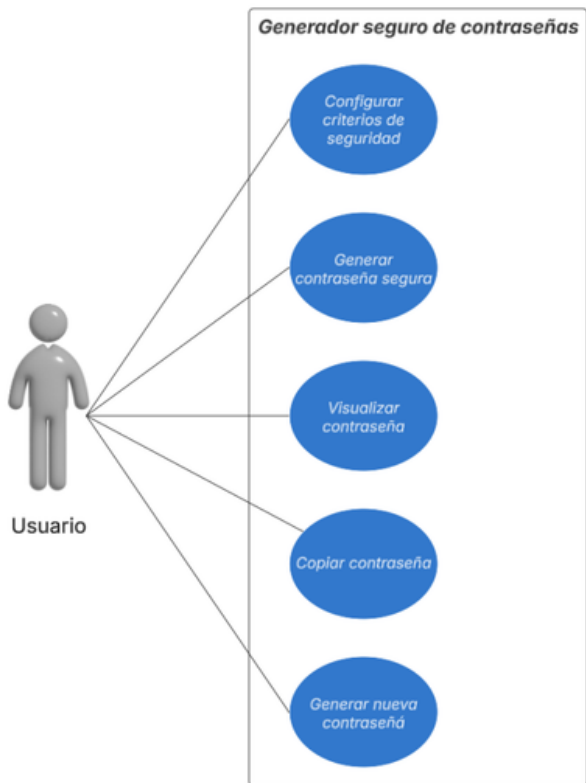 Generador seguro de contraseñas
Configurar
criterios de
seguridad
Generar
contraseña segura
Visualizar
contraseña
Usuario
Copiar contraseña
Generar nueva
contraseñá